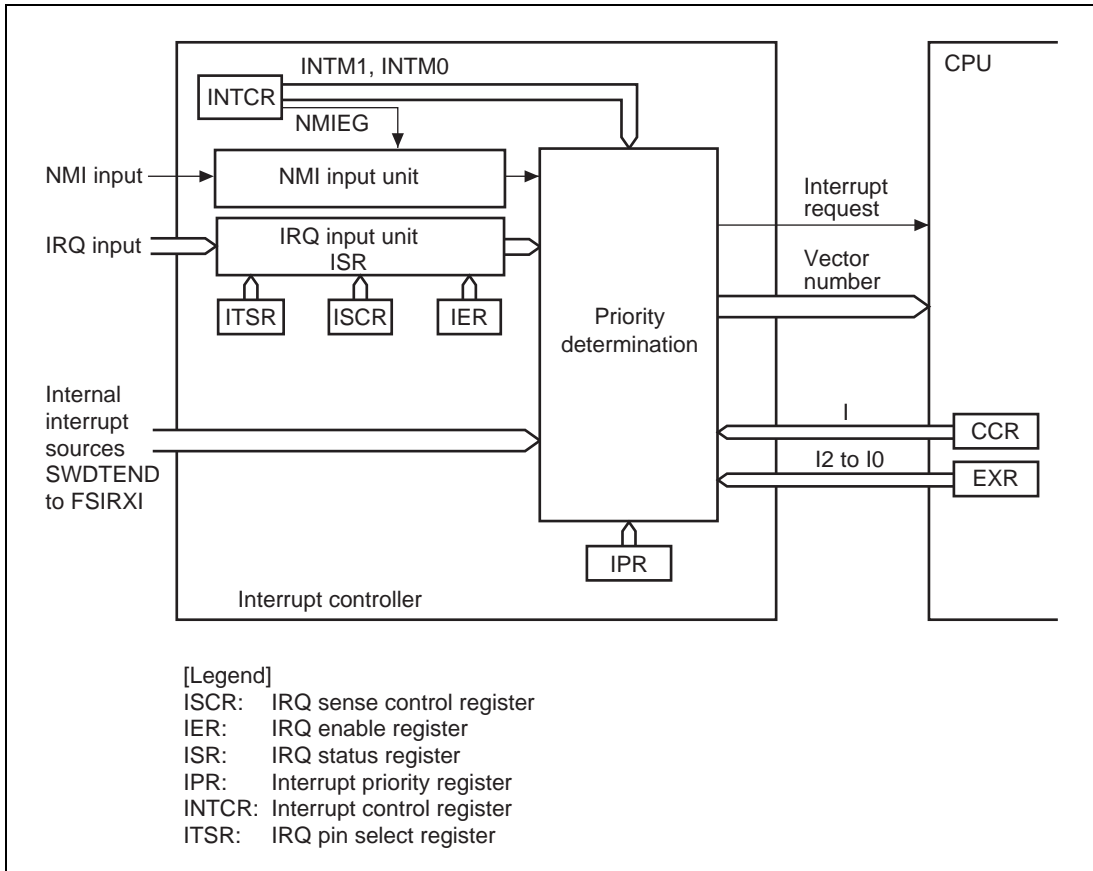 INTM1, INTM0
CPU
INTCR
NMIEG
NMI input
NMI input unit
Interrupt
request
IRQ input
IRQ input unit
ISR
Vector
number
ITSR
ISCR
IER
Priority
determination
Internal
interrupt
sources
SWDTEND
to FSIRXI
I
CCR
I2 to I0
EXR
IPR
Interrupt controller
[Legend]
ISCR: IRQ sense control register
IER: IRQ enable register
ISR: IRQ status register
IPR: Interrupt priority register
INTCR: Interrupt control register
ITSR: IRQ pin select register